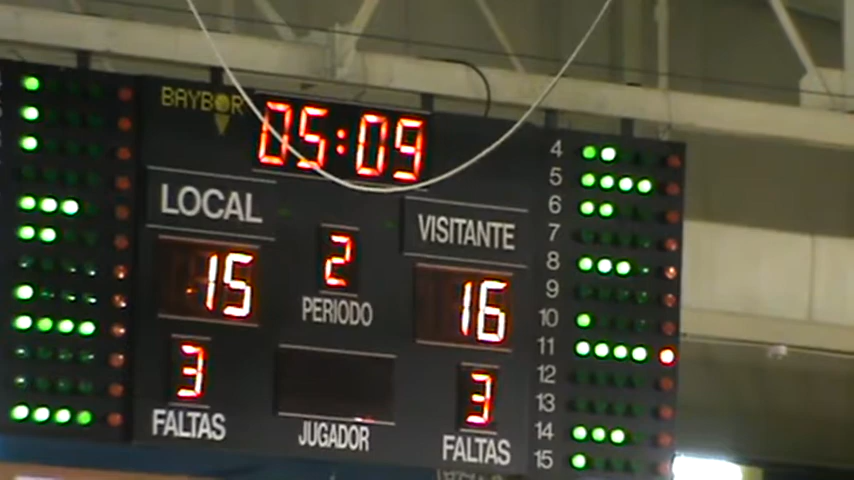 BAYBOR
05:09
LOCAL
VISITANTE
15
2
16
PERIODO
3
3
FALTAS
JUGADOR
FALTAS
4
5
6
7
8
9
10
11
12
13
14
15